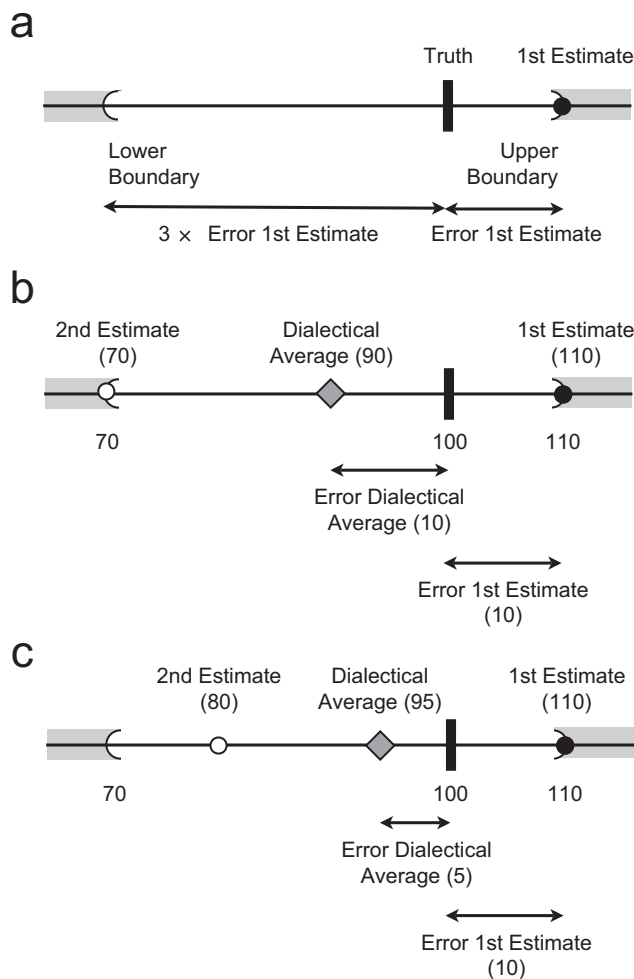 a
Truth 1st Estimate
Lower Upper
Boundary Boundary
3 × Error 1st Estimate Error 1st Estimate
b
2nd Estimate Dialectical 1st Estimate
(70) Average (90) (110)
70 100 110
Error Dialectical
Average (10)
Error 1st Estimate
(10)
c
2nd Estimate Dialectical 1st Estimate
(80) Average (95) (110)
70 100 110
Error Dialectical
Average (5)
Error 1st Estimate
(10)